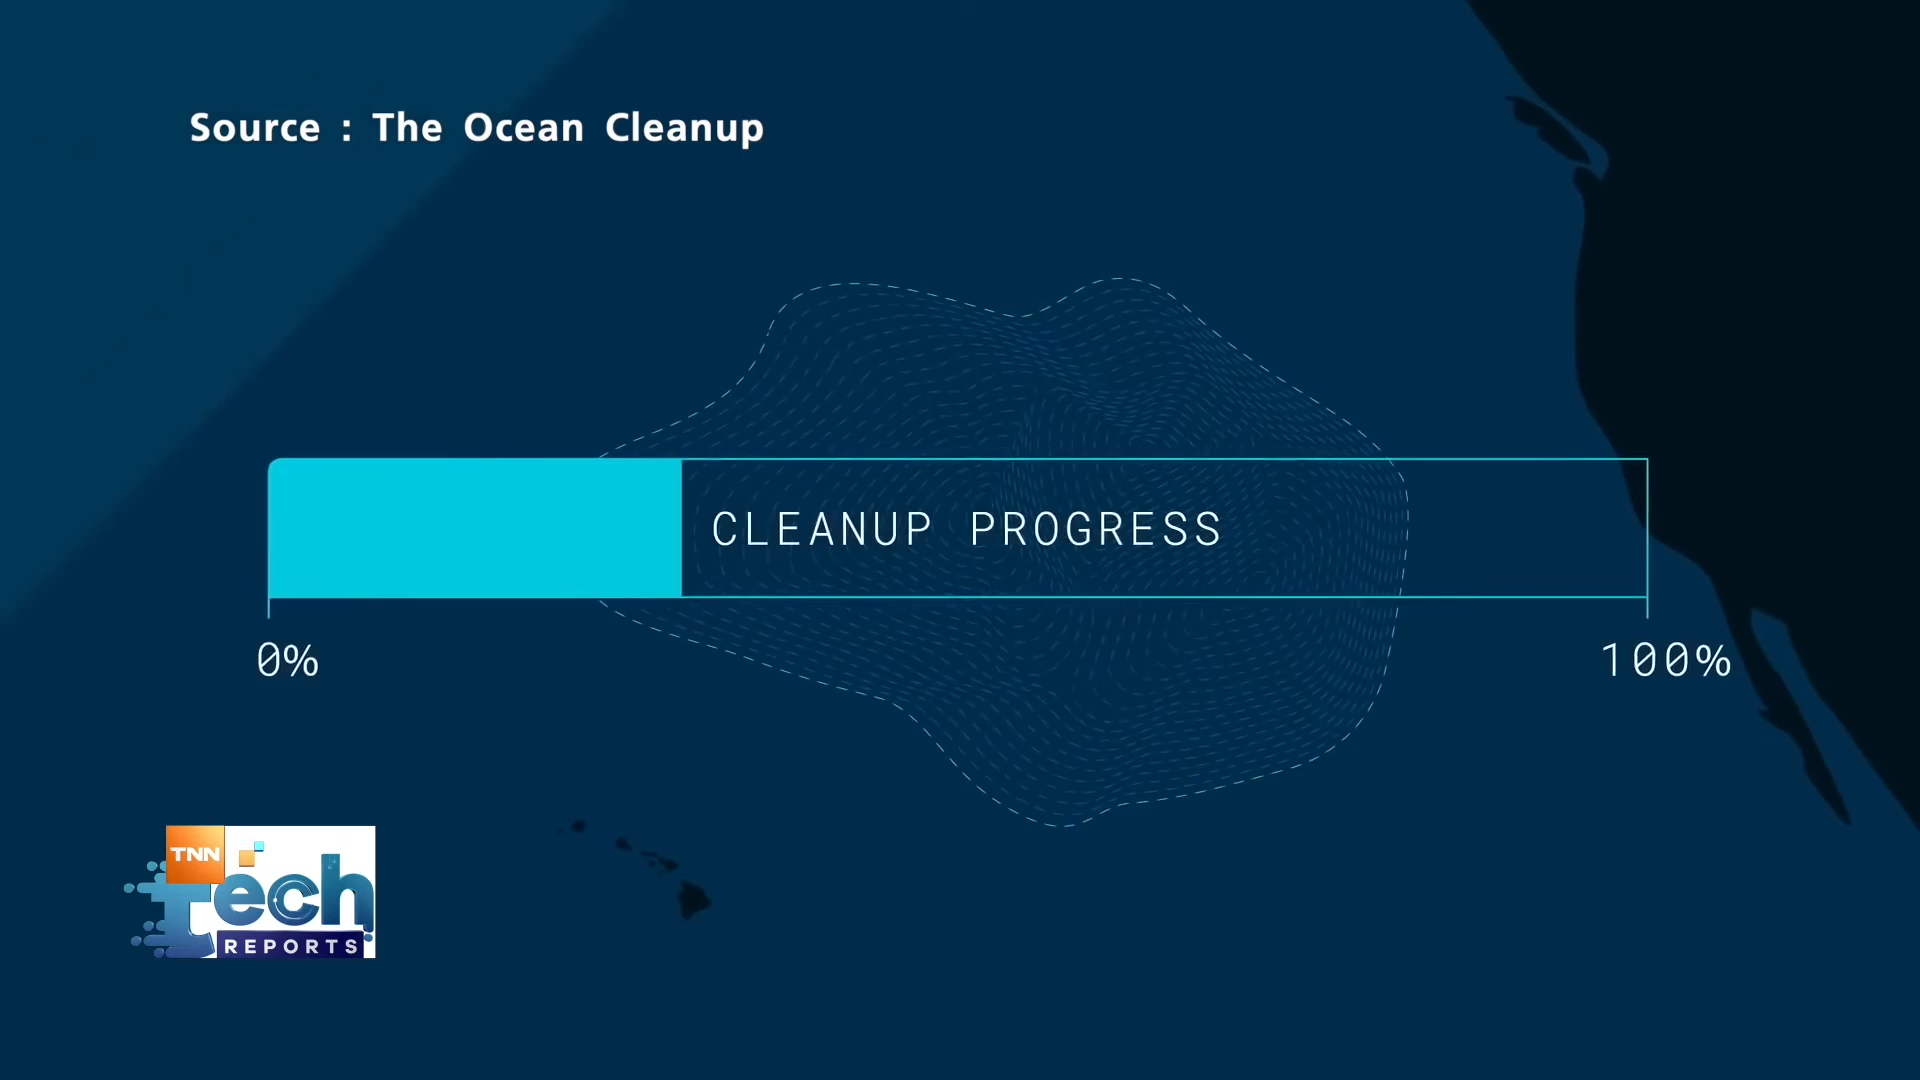 Source : The Ocean Cleanup
CLEANUP PROGRESS
0%
100%
TNN
Tech
REPORTS